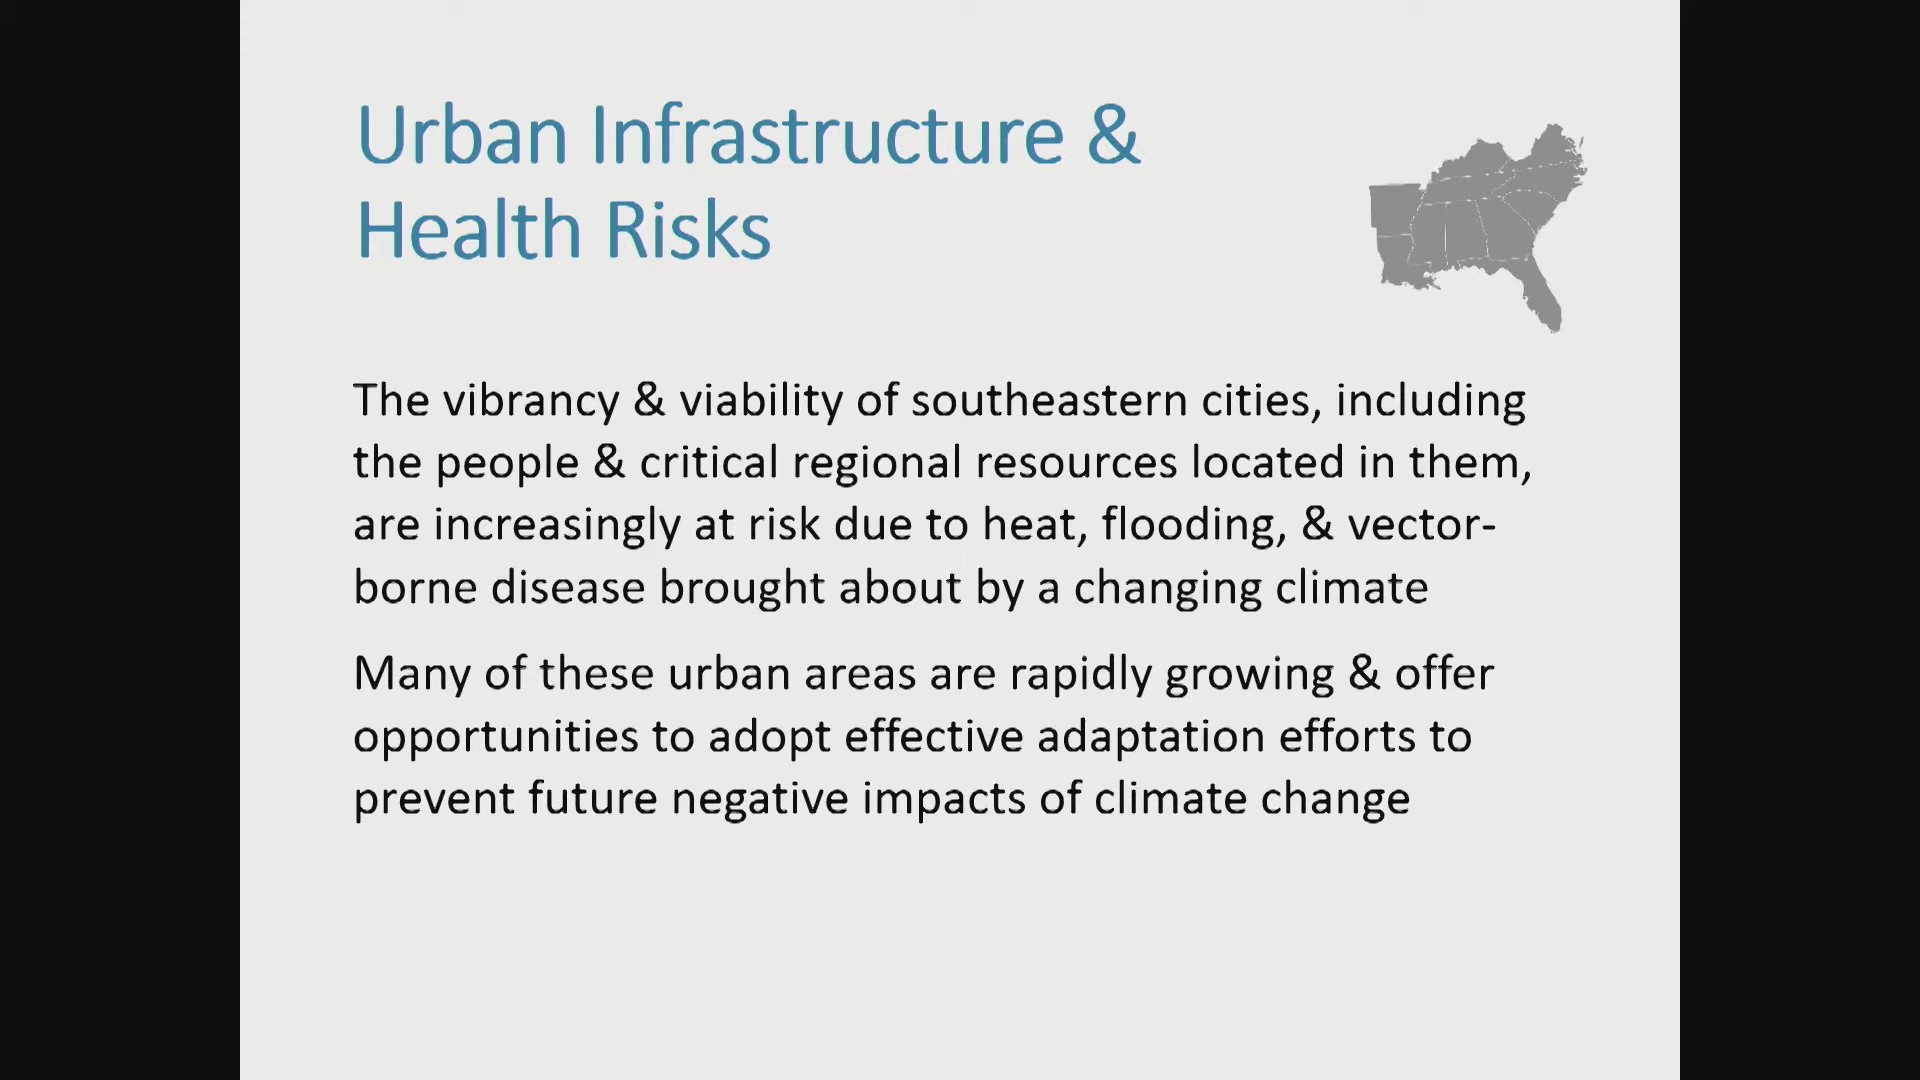 Urban Infrastructure &
Health Risks
The vibrancy & viability of southeastern cities, including
the people & critical regional resources located in them,
are increasingly at risk due to heat, flooding, & vector-
borne disease brought about by a changing climate
Many of these urban areas are rapidly growing & offer
opportunities to adopt effective adaptation efforts to
prevent future negative impacts of climate change